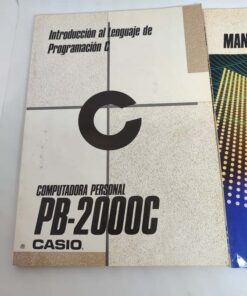 Introducción al Lenguaje de
Programación C
C
COMPUTADORA PERSONAL
PB-2000C
CASIO
MAN